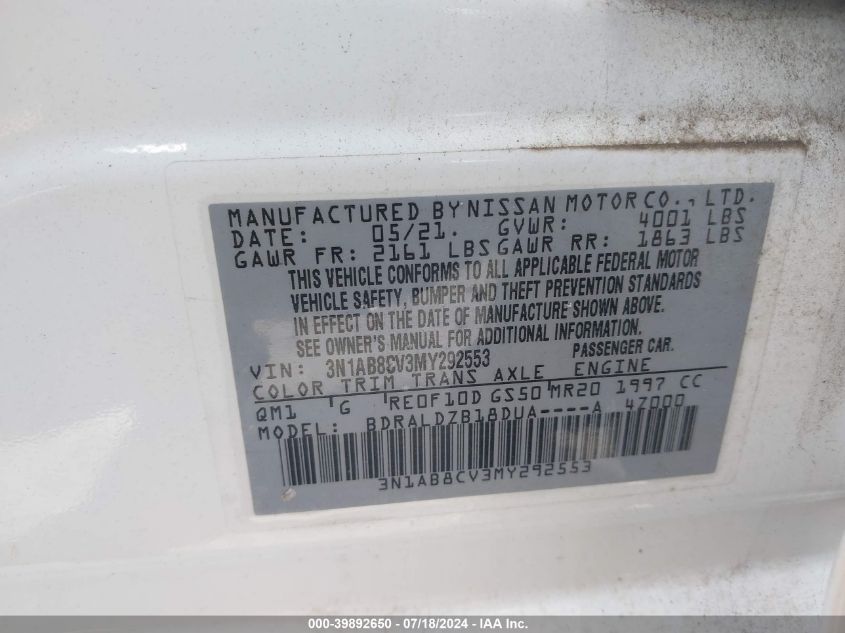 MANUFACTURED BY NISSAN MOTOR CO., LTD.
DATE: 05/21. GVWR: 4001 LBS
GAWR FR: 2161 LBS GAWR RR: 1863 LBS
THIS VEHICLE CONFORMS TO ALL APPLICABLE FEDERAL MOTOR
VEHICLE SAFETY, BUMPER AND THEFT PREVENTION STANDARDS
IN EFFECT ON THE DATE OF MANUFACTURE SHOWN ABOVE.
SEE OWNER'S MANUAL FOR ADDITIONAL INFORMATION.
VIN: 3N1AB8CV3MY292553 PASSENGER CAR.
COLOR TRIM TRANS AXLE ENGINE
QM1 G RE0F10D GS50 MR20 1997 CC
MODEL: BDRALDZB18DUA----A 47000
3N1AB8CV3MY292553
000-39892650 - 07/18/2024 - IAA Inc.